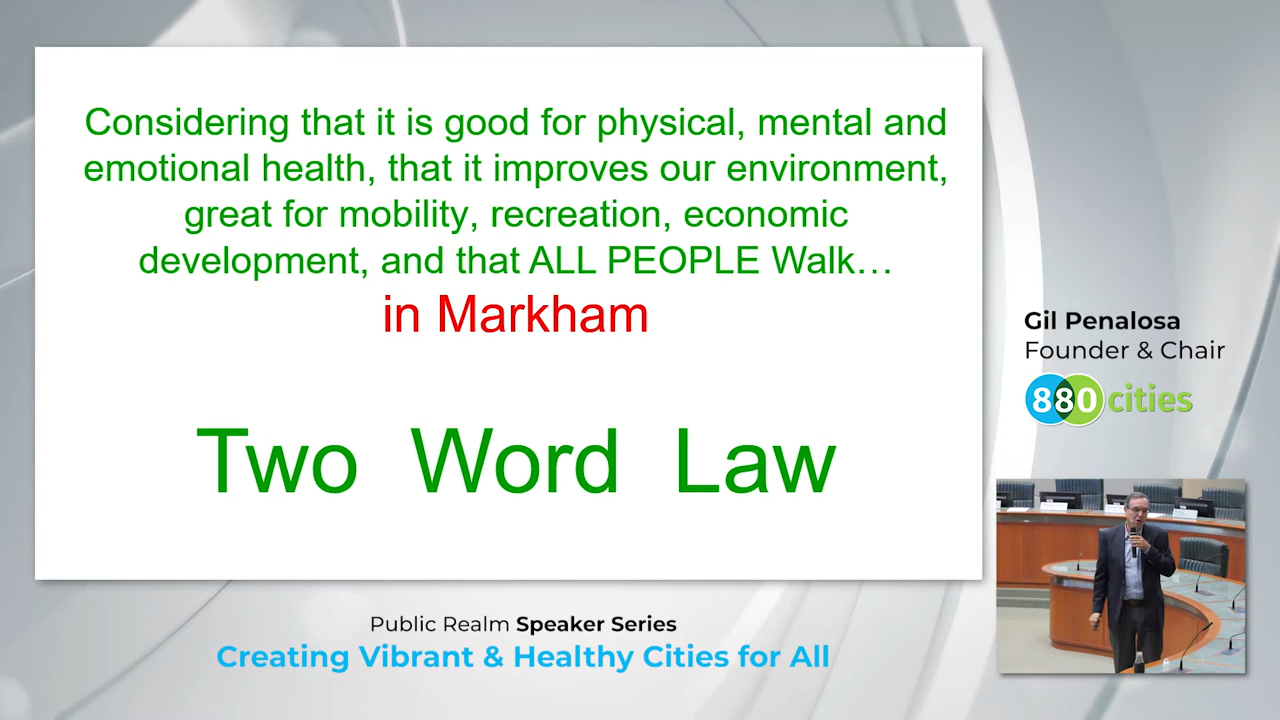 Considering that it is good for physical, mental and
emotional health, that it improves our environment,
great for mobility, recreation, economic
development, and that ALL PEOPLE Walk…
in Markham
Two Word Law
Gil Penalosa
Founder & Chair
880 cities
Public Realm Speaker Series
Creating Vibrant & Healthy Cities for All